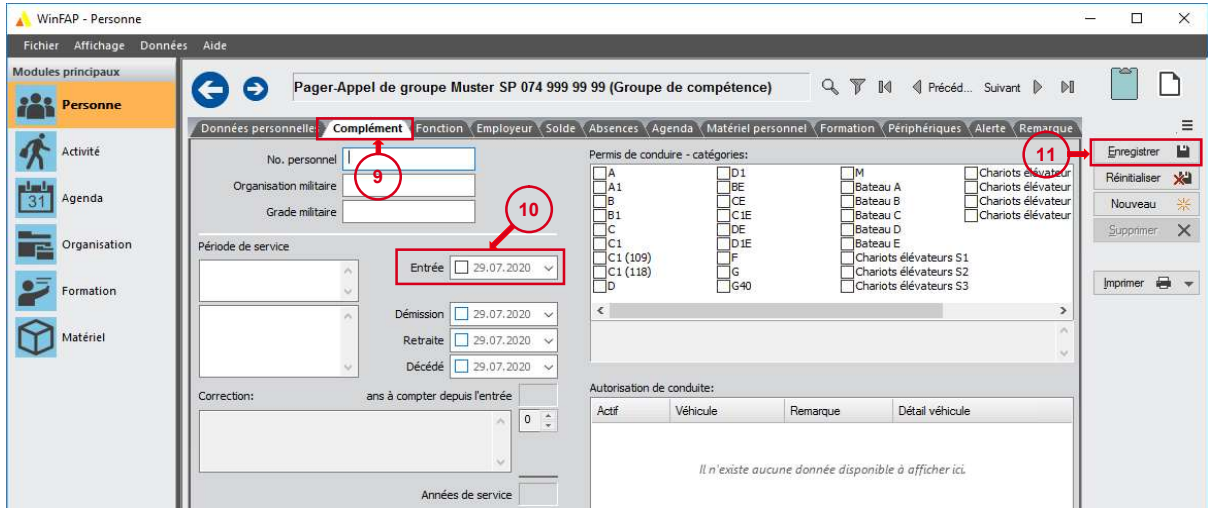 WinFAP - Personne
Fichier Affichage Données Aide
Modules principaux
Personne
Activité
31
Agenda
Organisation
Formation
Matériel
Pager-Appel de groupe Muster SP 074 999 99 99 (Groupe de compétence)
Précéd... Suivant
Données personnelles Complément Fonction Employeur Solde Absences Agenda Matériel personnel Formation Périphériques Alerte Remarque
No. personnel
9
Organisation militaire
Grade militaire
10
Période de service
Entrée 29.07.2020
Démission 29.07.2020
Retraite 29.07.2020
Décédé 29.07.2020
Correction: ans à compter depuis l'entrée
0
Années de service
Permis de conduire - catégories:
A D1 M Chariots élévateur
A1 BE Bateau A Chariots élévateur
B CE Bateau B Chariots élévateur
B1 C1E Bateau C
C DE Bateau D
C1 D1E Bateau E
C1 (109) F Chariots élévateurs S1
C1 (118) G Chariots élévateurs S2
D G40 Chariots élévateurs S3
Autorisation de conduite:
Actif Véhicule Remarque Détail véhicule
Il n'existe aucune donnée disponible à afficher ici.
11
Enregistrer
Réinitialiser
Nouveau
Supprimer
Imprimer